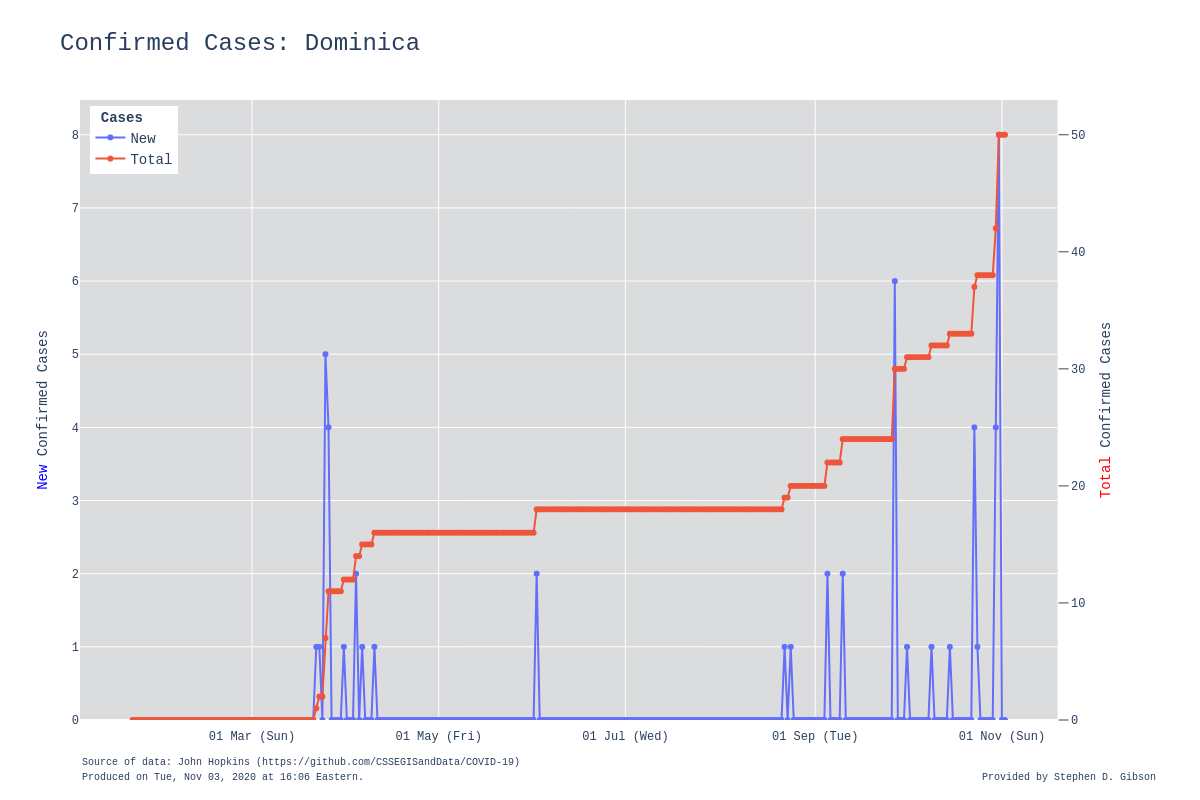 Confirmed Cases: Dominica
Cases
New
Total
8
7
6
5
4
3
2
1
0
50
40
30
20
10
0
New Confirmed Cases
Total Confirmed Cases
01 Mar (Sun)
01 May (Fri)
01 Jul (Wed)
01 Sep (Tue)
01 Nov (Sun)
Source of data: John Hopkins (https://github.com/CSSEGISandData/COVID-19)
Produced on Tue, Nov 03, 2020 at 16:06 Eastern.
Provided by Stephen D. Gibson